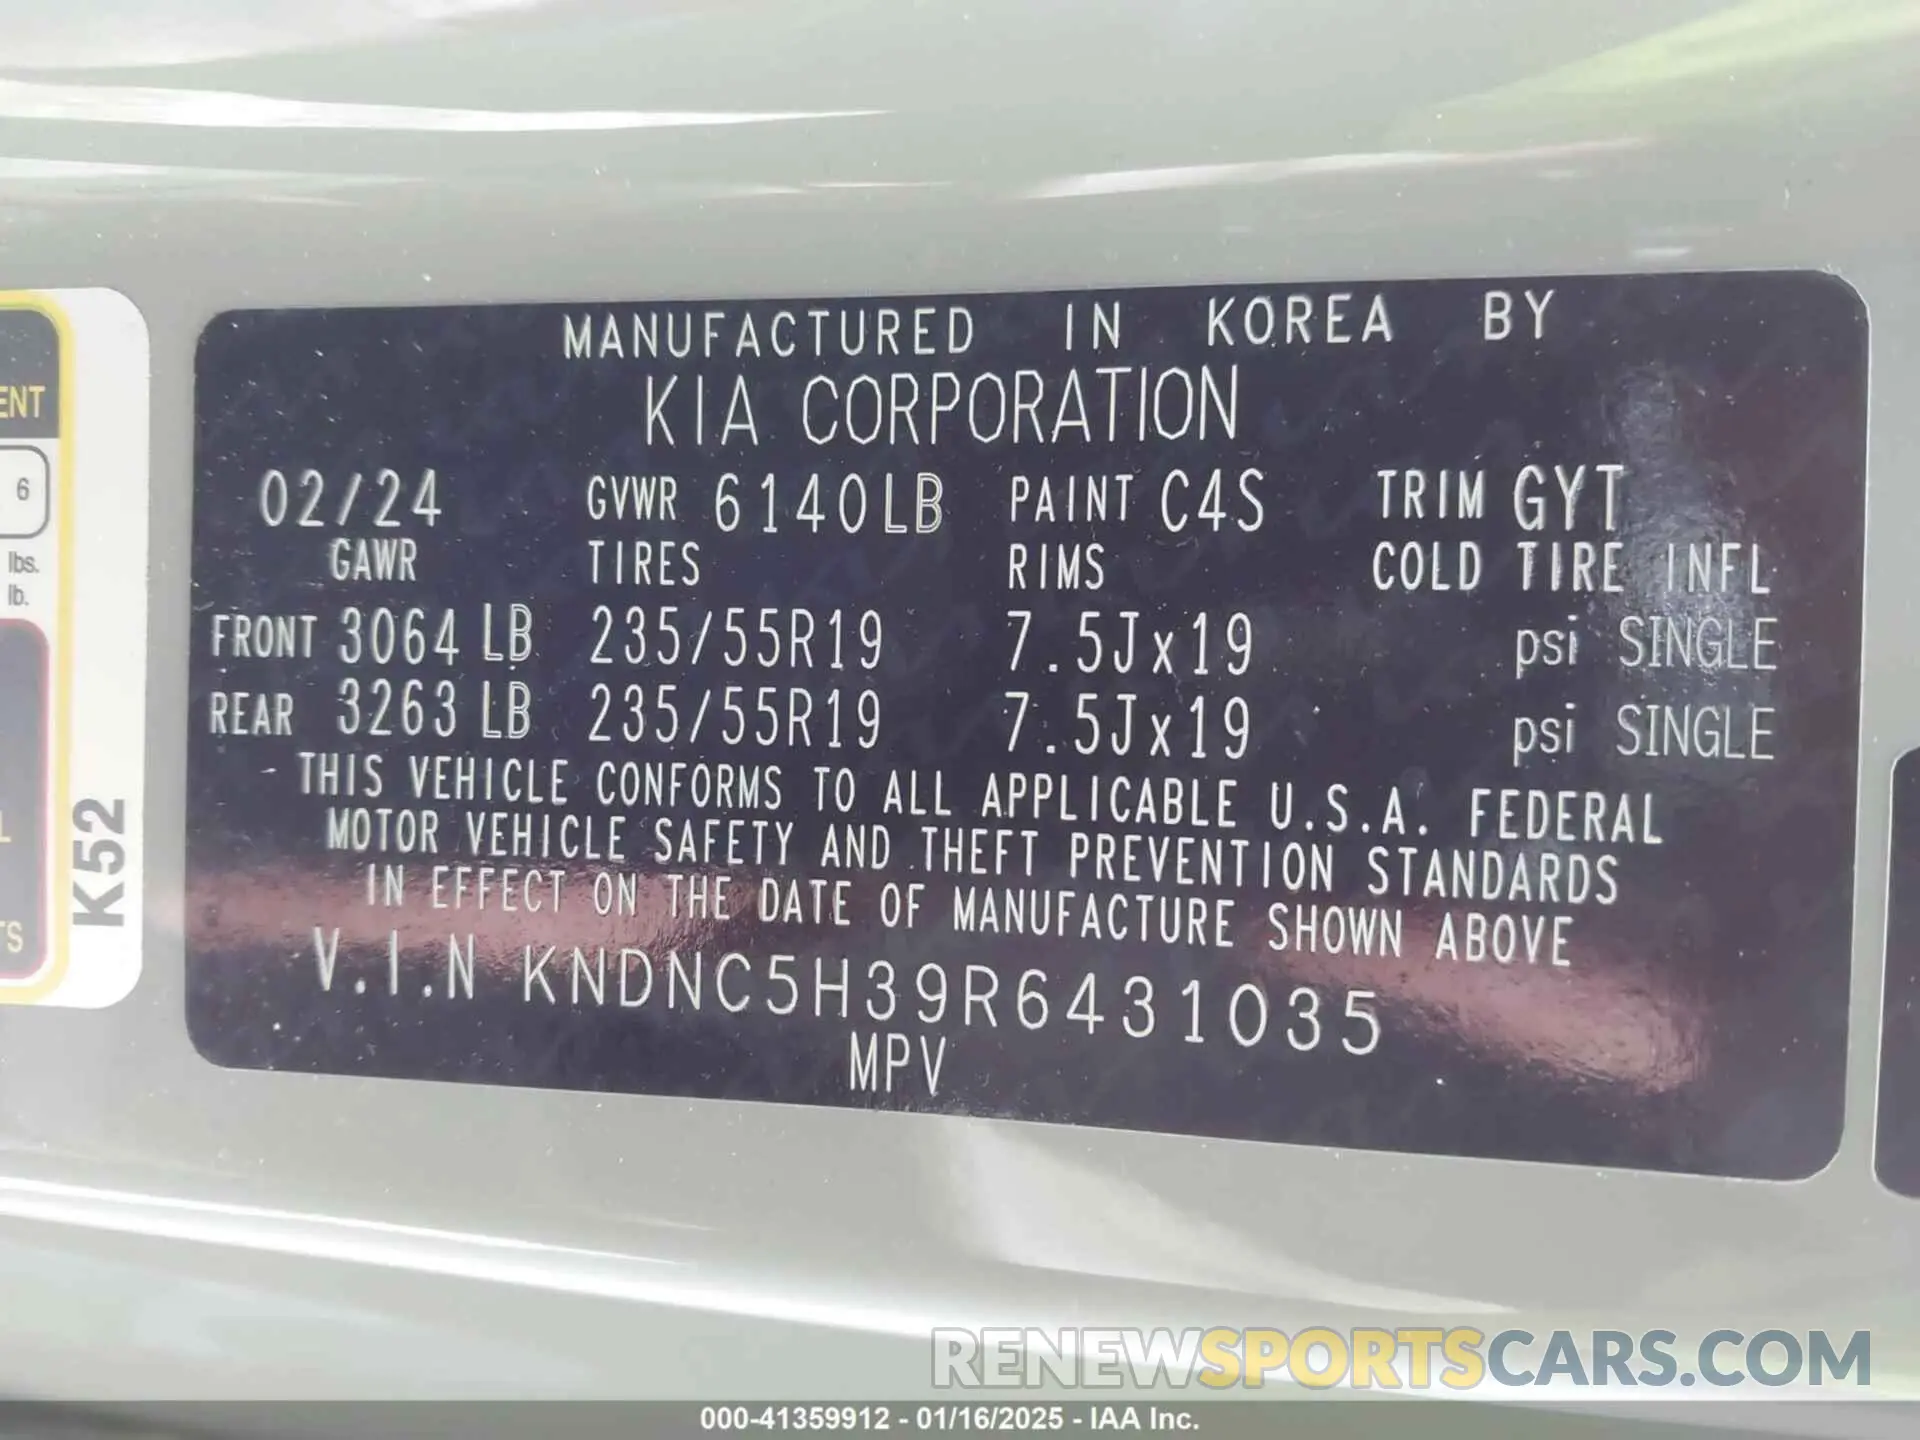 MANUFACTURED IN KOREA BY
KIA CORPORATION
02/24 GVWR 6140LB PAINT C4S TRIM GYT
GAWR TIRES RIMS COLD TIRE INFL
FRONT 3064 LB 235/55R19 7.5Jx19 psi SINGLE
REAR 3263 LB 235/55R19 7.5Jx19 psi SINGLE
THIS VEHICLE CONFORMS TO ALL APPLICABLE U.S.A. FEDERAL
MOTOR VEHICLE SAFETY AND THEFT PREVENTION STANDARDS
IN EFFECT ON THE DATE OF MANUFACTURE SHOWN ABOVE
V.I.N KNDNC5H39R6431035
MPV
6
lbs.
lb.
K52
RENEWSPORTSCARS.COM
000-41359912 - 01/16/2025 - IAA Inc.